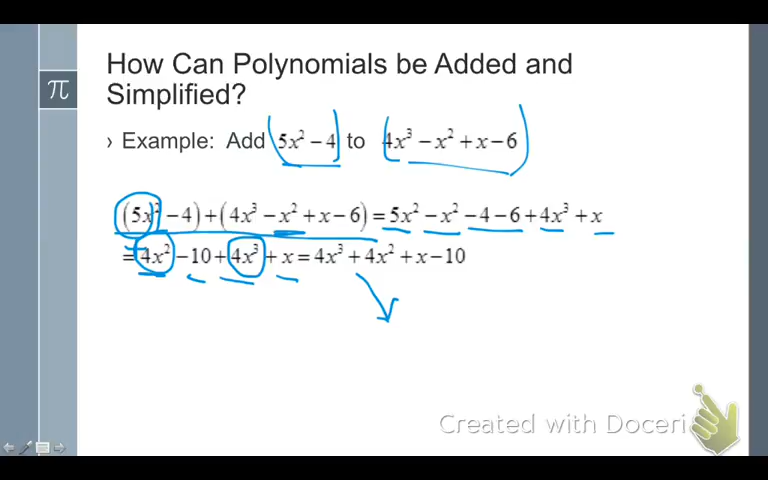 How Can Polynomials be Added and
π
Simplified?
› Example: Add 5x² − 4 to 4x³ − x² + x − 6
(5x² − 4) + (4x³ − x² + x − 6) = 5x² − x² − 4 − 6 + 4x³ + x
= 4x² − 10 + 4x³ + x = 4x³ + 4x² + x − 10
Created with Doceri